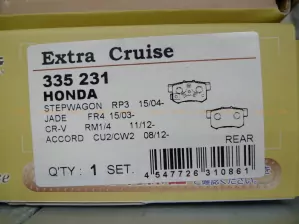 Extra Cruise
335 231
HONDA
STEPWAGON RP3 15/04-
JADE FR4 15/03-
CR-V RM1/4 11/12-
ACCORD CU2/CW2 08/12-
REAR
Q'TY : 1 SET.
4 547726 310861